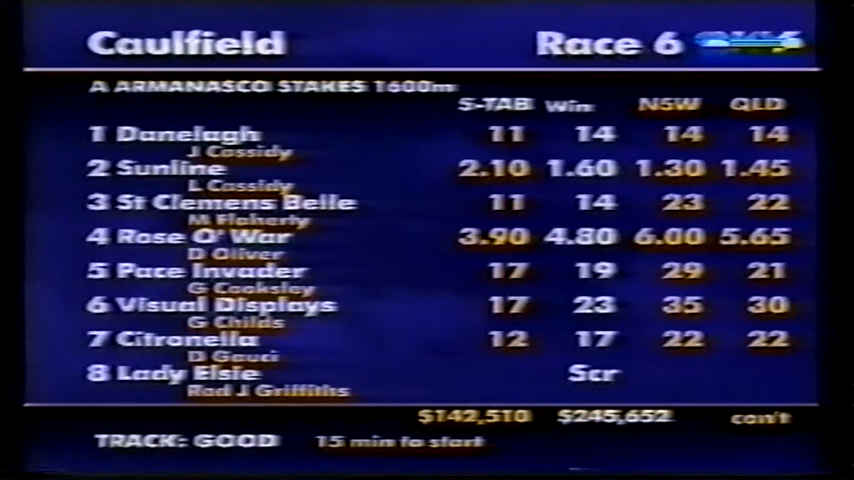 Caulfield Race 6
A ARMANASCO STAKES 1600m
S-TAB Win NSW QLD
1 Danelagh 11 14 14 14
J Cassidy
2 Sunline 2.10 1.60 1.30 1.45
L Cassidy
3 St Clemens Belle 11 14 23 22
M Flaherty
4 Rose O' War 3.90 4.80 6.00 5.65
D Oliver
5 Pace Invader 17 19 29 21
G Cooksley
6 Visual Displays 17 23 35 30
G Childs
7 Citronella 12 17 22 22
D Gauci
8 Lady Elsie Scr
Rod J Griffiths
$142,510 $245,652 con't
TRACK: GOOD 15 min to start